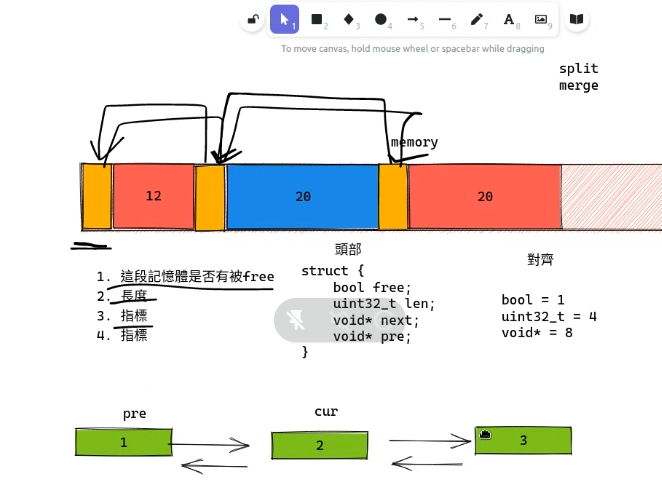 1 2 3 4 5 6 A 7 8 9
To move canvas, hold mouse wheel or spacebar while dragging
split
merge
memory
12
20
20
頭部
對齊
1. 這段記憶體是否有被free
2. 長度
3. 指標
4. 指標
struct {
bool free;
uint32_t len;
void* next;
void* pre;
}
bool = 1
uint32_t = 4
void* = 8
pre
cur
1
2
3